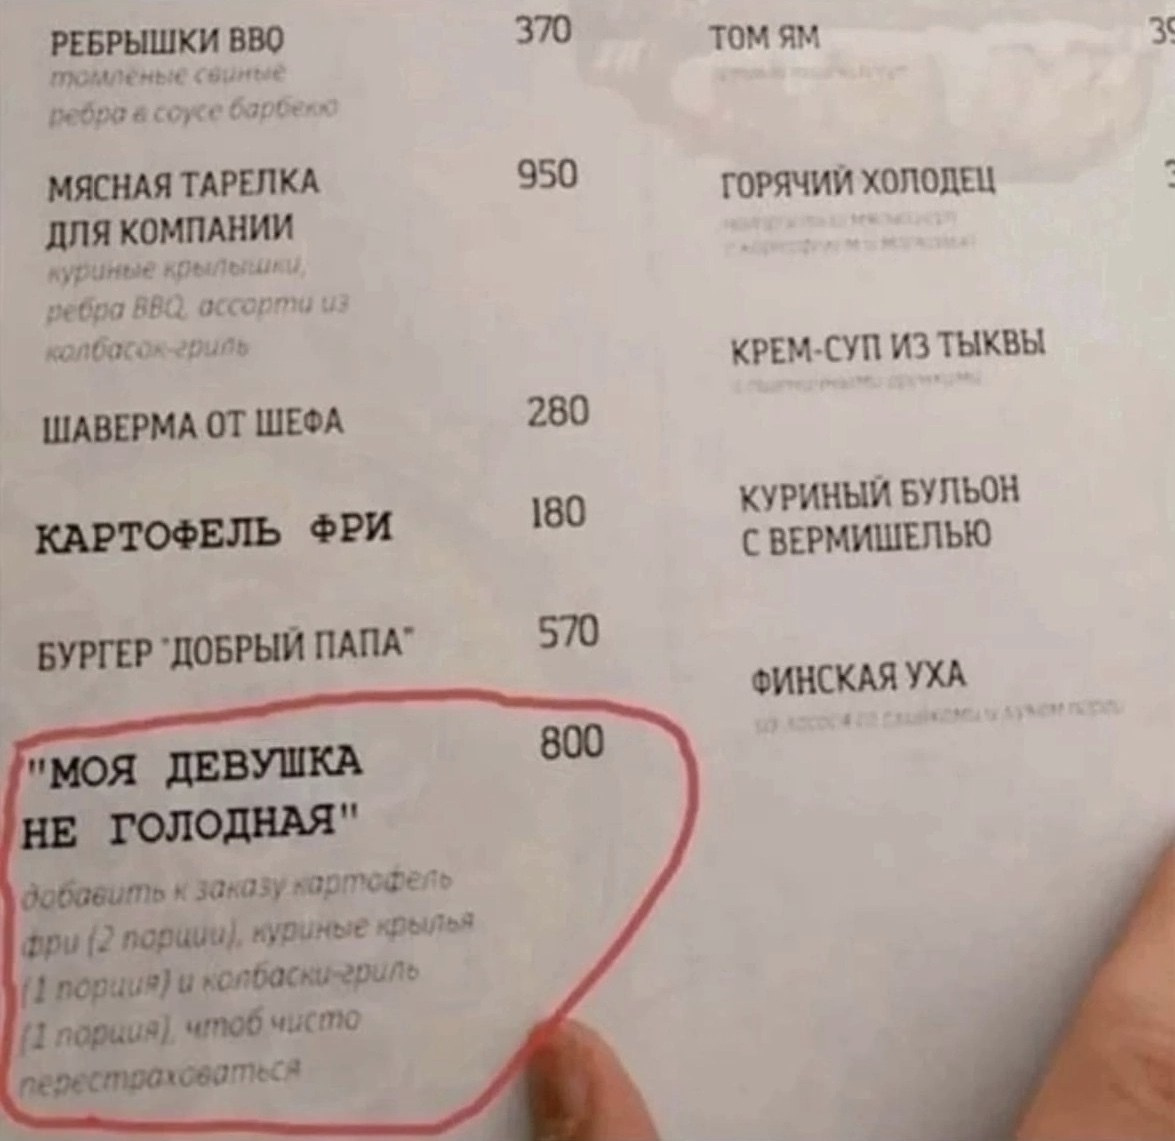 РЕБРЫШКИ BBQ 370
томленые свиные
ребра в соусе барбекю
МЯСНАЯ ТАРЕЛКА 950
ДЛЯ КОМПАНИИ
куриные крылышки,
ребра BBQ, ассорти из
колбасок-гриль
ШАВЕРМА ОТ ШЕФА 280
КАРТОФЕЛЬ ФРИ 180
БУРГЕР "ДОБРЫЙ ПАПА" 570
"МОЯ ДЕВУШКА 800
НЕ ГОЛОДНАЯ"
добавить к заказу картофель
фри (2 порции), куриные крылья
(1 порция) и колбаски-гриль
(1 порция), чтоб чисто
перестраховаться
ТОМ ЯМ
ГОРЯЧИЙ ХОЛОДЕЦ
КРЕМ-СУП ИЗ ТЫКВЫ
КУРИНЫЙ БУЛЬОН
С ВЕРМИШЕЛЬЮ
ФИНСКАЯ УХА